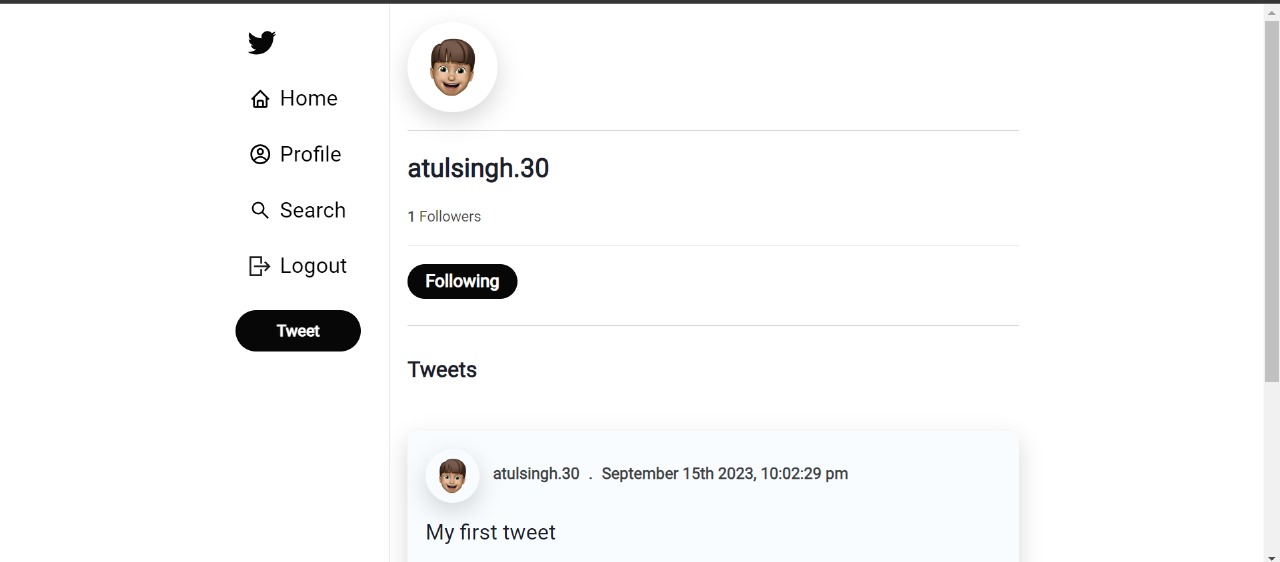 Home
Profile
Search
Logout
Tweet
atulsingh.30
1 Followers
Following
Tweets
atulsingh.30 . September 15th 2023, 10:02:29 pm
My first tweet